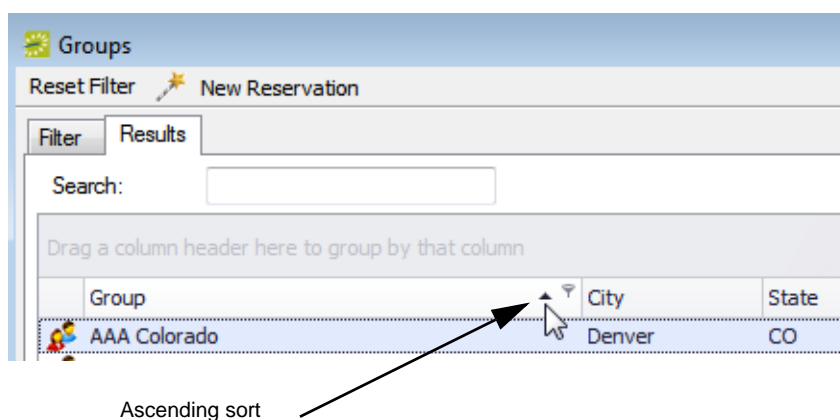 Groups
Reset Filter New Reservation
Filter Results
Search:
Drag a column header here to group by that column
Group City State
AAA Colorado Denver CO
Ascending sort